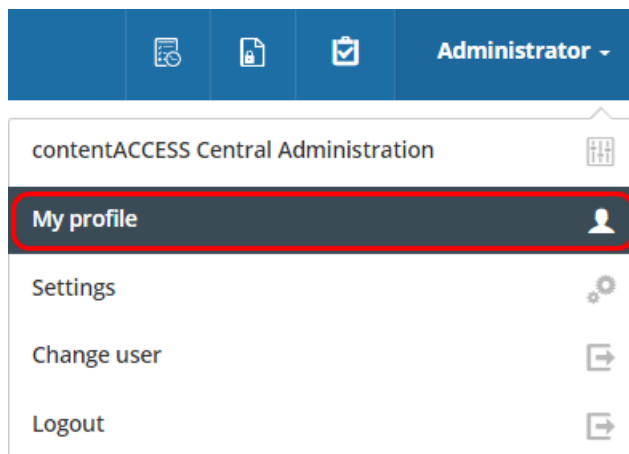 Administrator
contentACCESS Central Administration
My profile
Settings
Change user
Logout